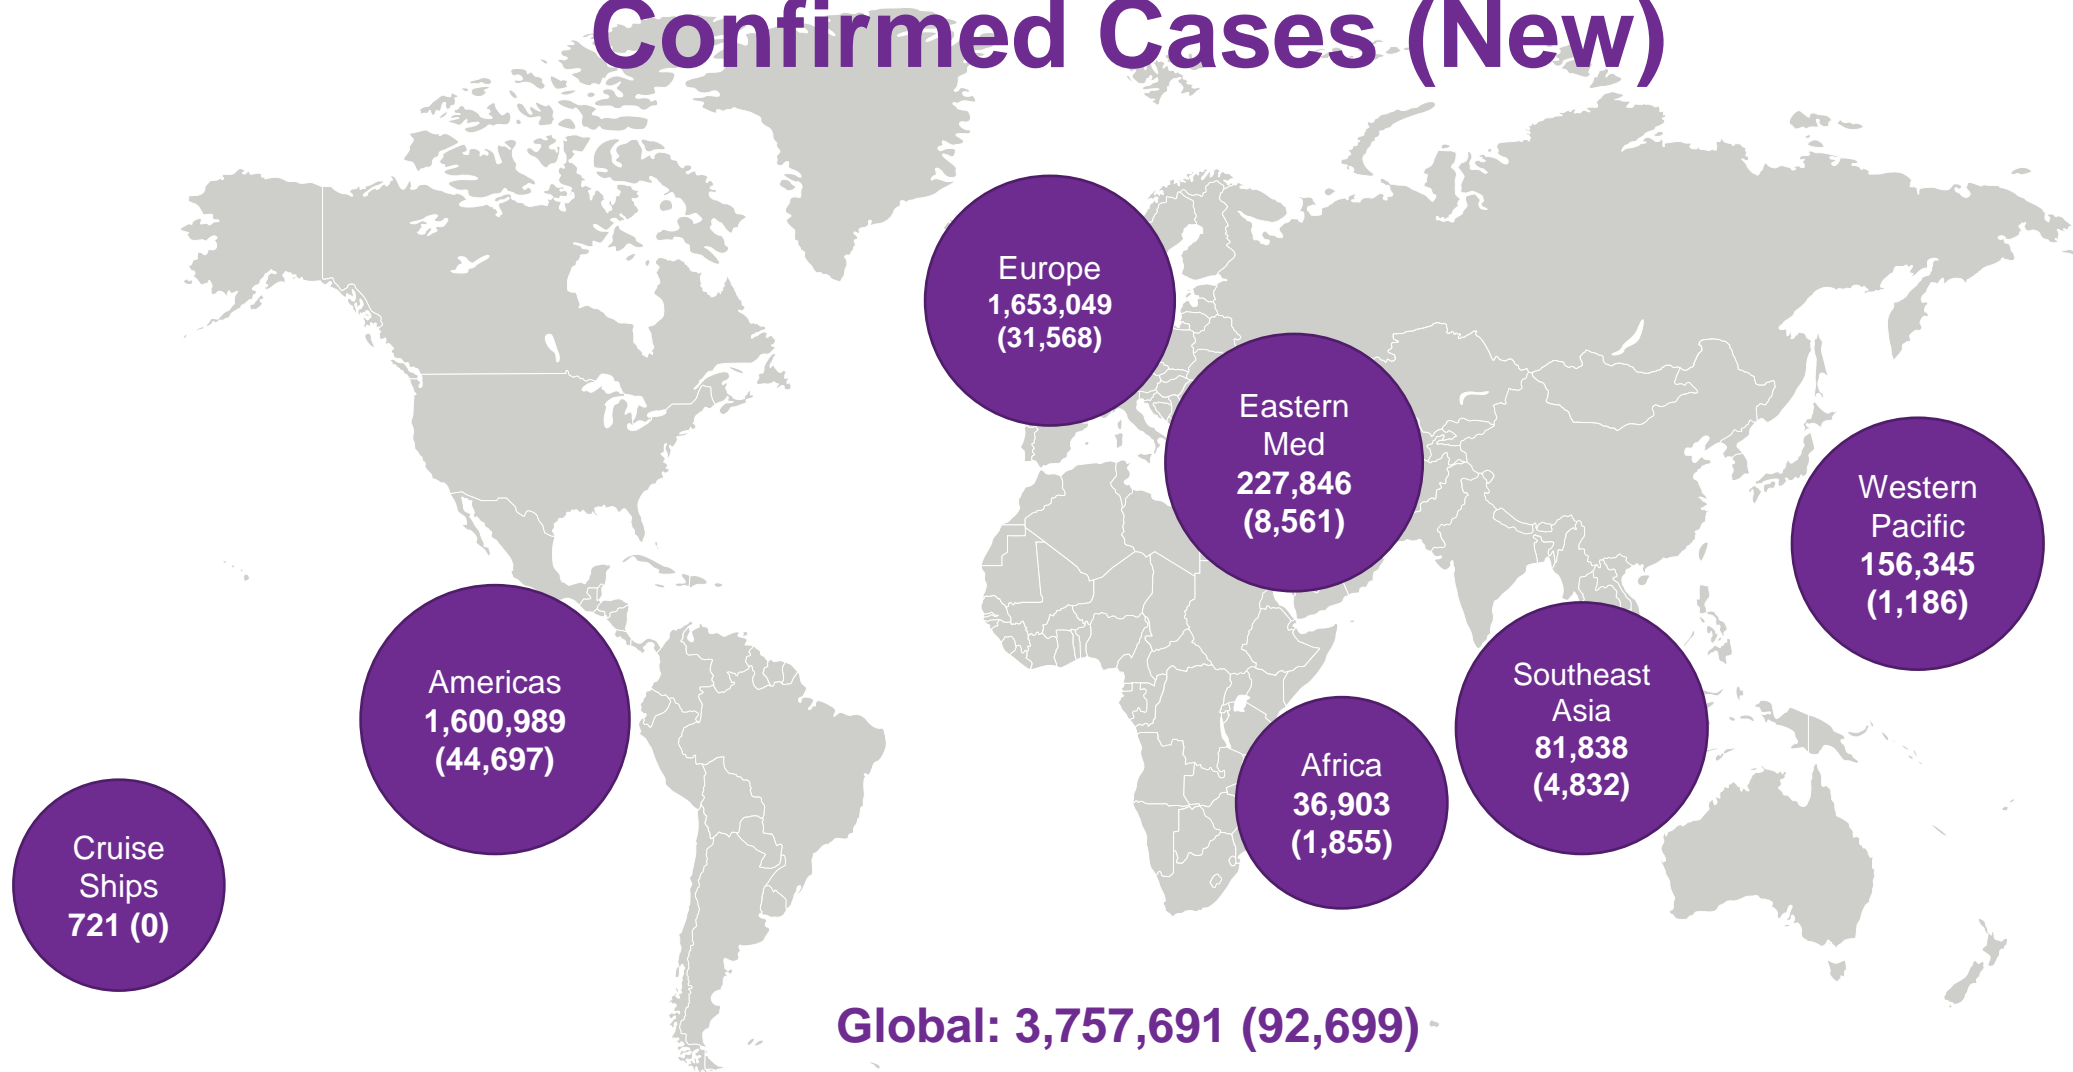 Confirmed Cases (New)
Europe
1,653,049
(31,568)
Eastern
Med
227,846
(8,561)
Western
Pacific
156,345
(1,186)
Americas
1,600,989
(44,697)
Southeast
Asia
81,838
(4,832)
Africa
36,903
(1,855)
Cruise
Ships
721 (0)
Global: 3,757,691 (92,699)